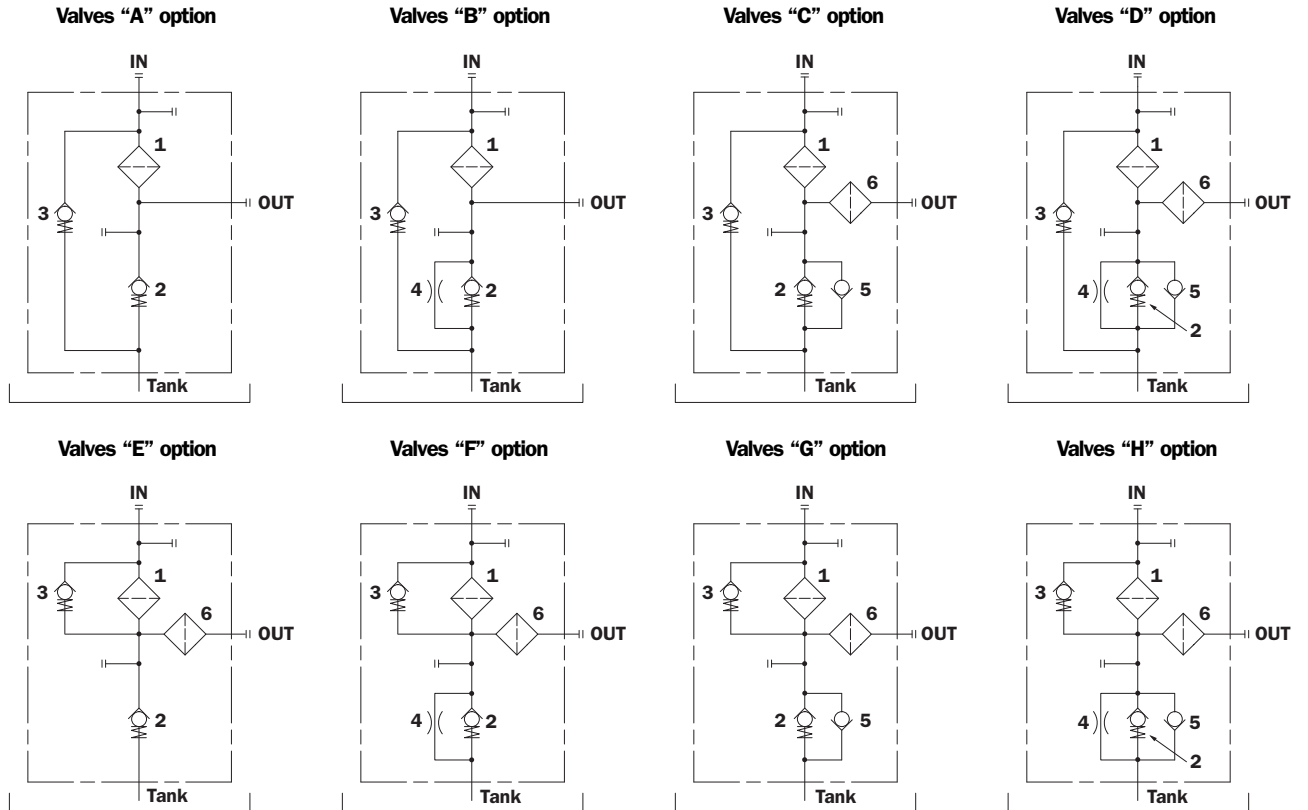 Valves “A” option
IN
1
3
OUT
2
Tank
Valves “B” option
IN
1
3
OUT
4
2
Tank
Valves “C” option
IN
1
6
3
OUT
2
5
Tank
Valves “D” option
IN
1
6
3
OUT
4
5
2
Tank
Valves “E” option
IN
1
3
6
OUT
2
Tank
Valves “F” option
IN
1
3
6
OUT
4
2
Tank
Valves “G” option
IN
1
3
6
OUT
2
5
Tank
Valves “H” option
IN
1
3
6
OUT
4
5
2
Tank